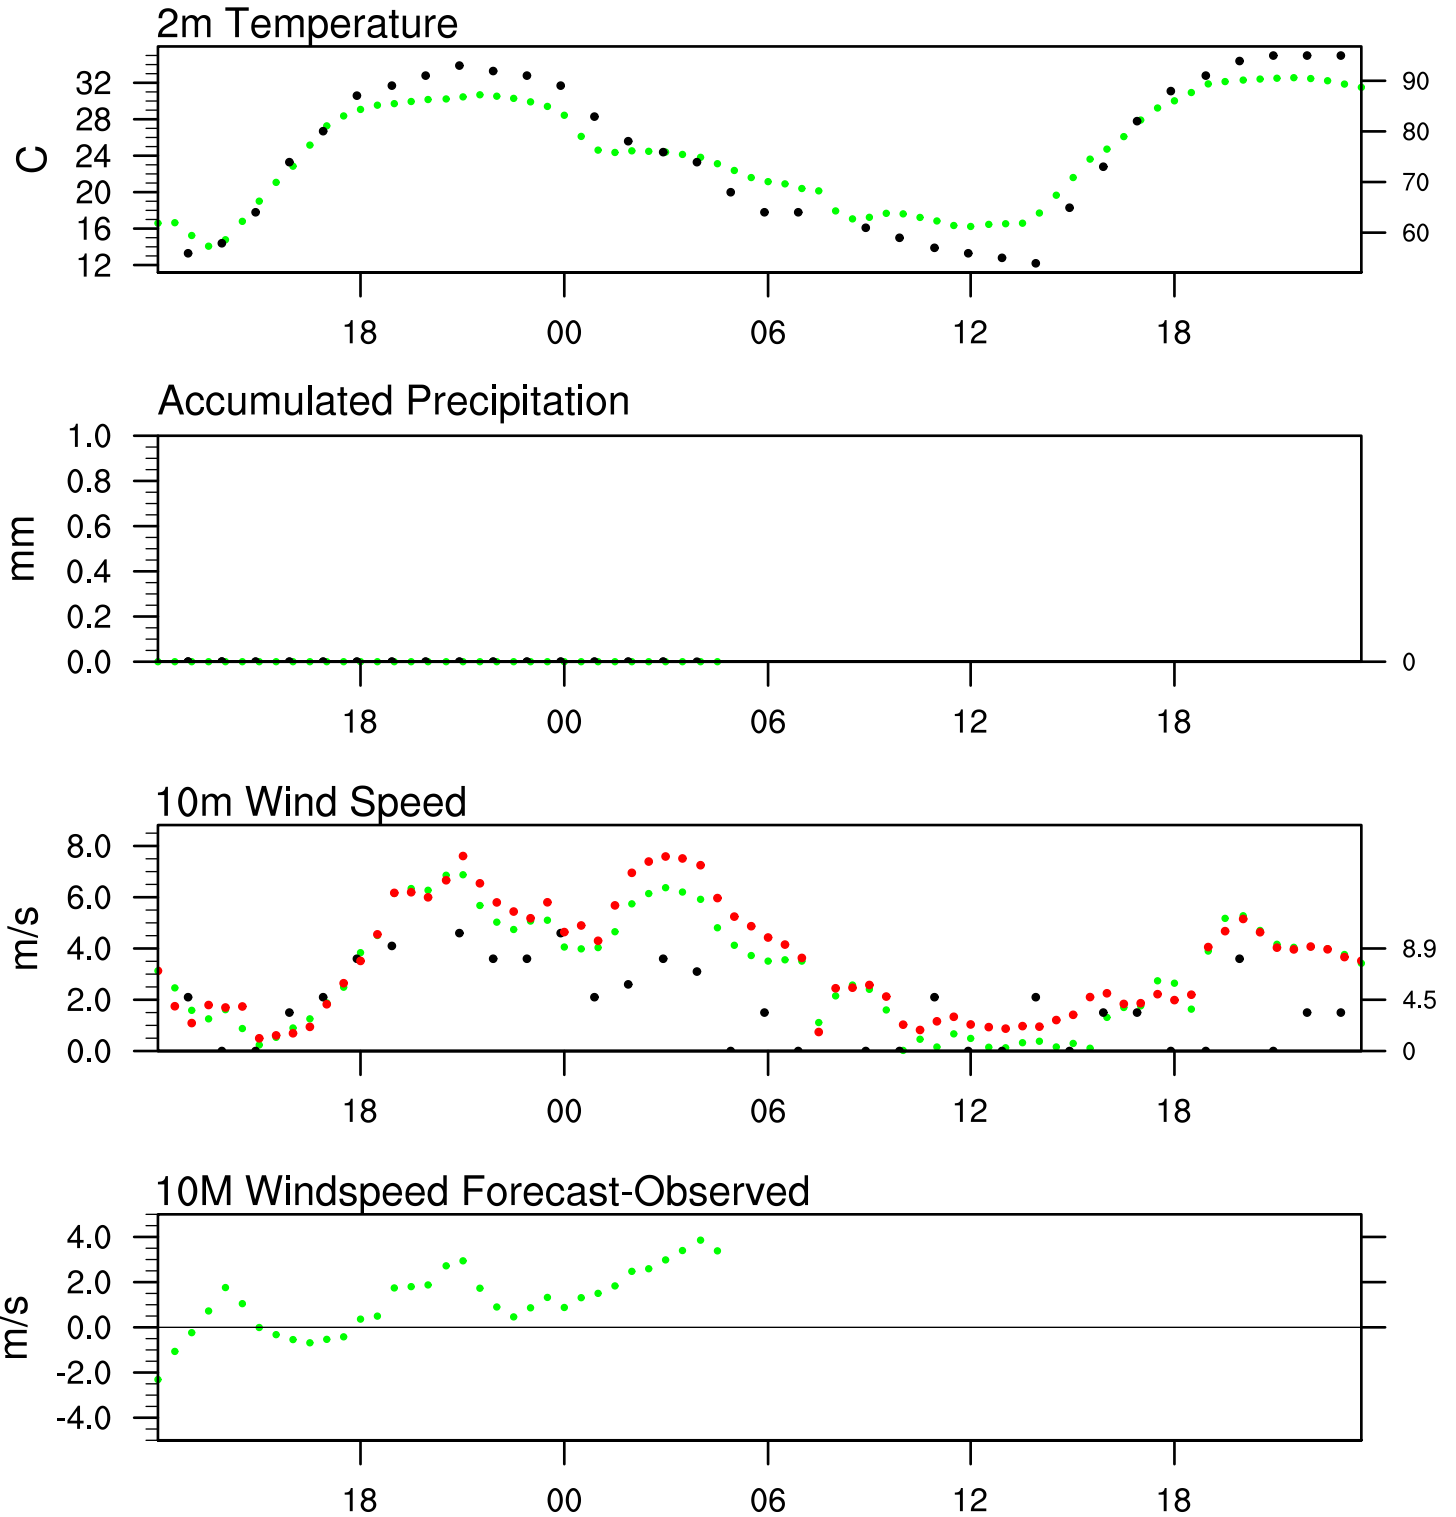 2m Temperature
C
32
28
24
20
16
12
90
80
70
60
18 00 06 12 18
Accumulated Precipitation
mm
1.0
0.8
0.6
0.4
0.2
0.0
0
18 00 06 12 18
10m Wind Speed
m/s
8.0
6.0
4.0
2.0
0.0
8.9
4.5
0
18 00 06 12 18
10M Windspeed Forecast-Observed
m/s
4.0
2.0
0.0
-2.0
-4.0
18 00 06 12 18